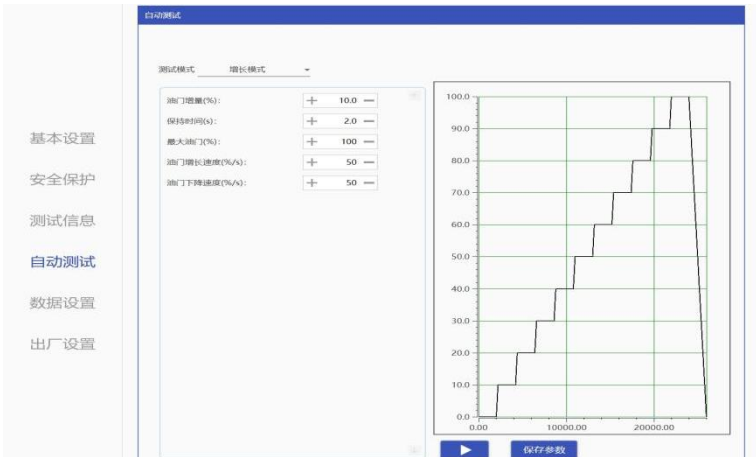 自动测试
测试模式 增长模式
油门增量(%): + 10.0 —
保持时间(s): + 2.0 —
最大油门(%): + 100 —
油门增长速度(%/s): + 50 —
油门下降速度(%/s): + 50 —
基本设置
安全保护
测试信息
自动测试
数据设置
出厂设置
100.0
90.0
80.0
70.0
60.0
50.0
40.0
30.0
20.0
10.0
0.0
0.00 10000.00 20000.00
保存参数